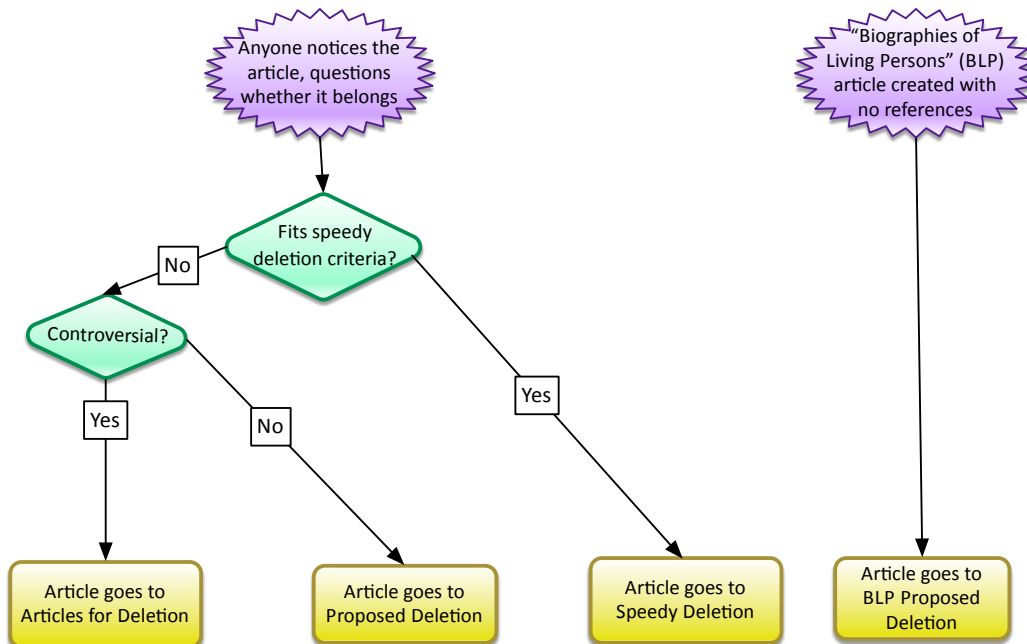 Anyone notices the
article, questions
whether it belongs
“Biographies of
Living Persons” (BLP)
article created with
no references
Fits speedy
deletion criteria?
No
Controversial?
Yes
No
Yes
Article goes to
Articles for Deletion
Article goes to
Proposed Deletion
Article goes to
Speedy Deletion
Article goes to
BLP Proposed
Deletion